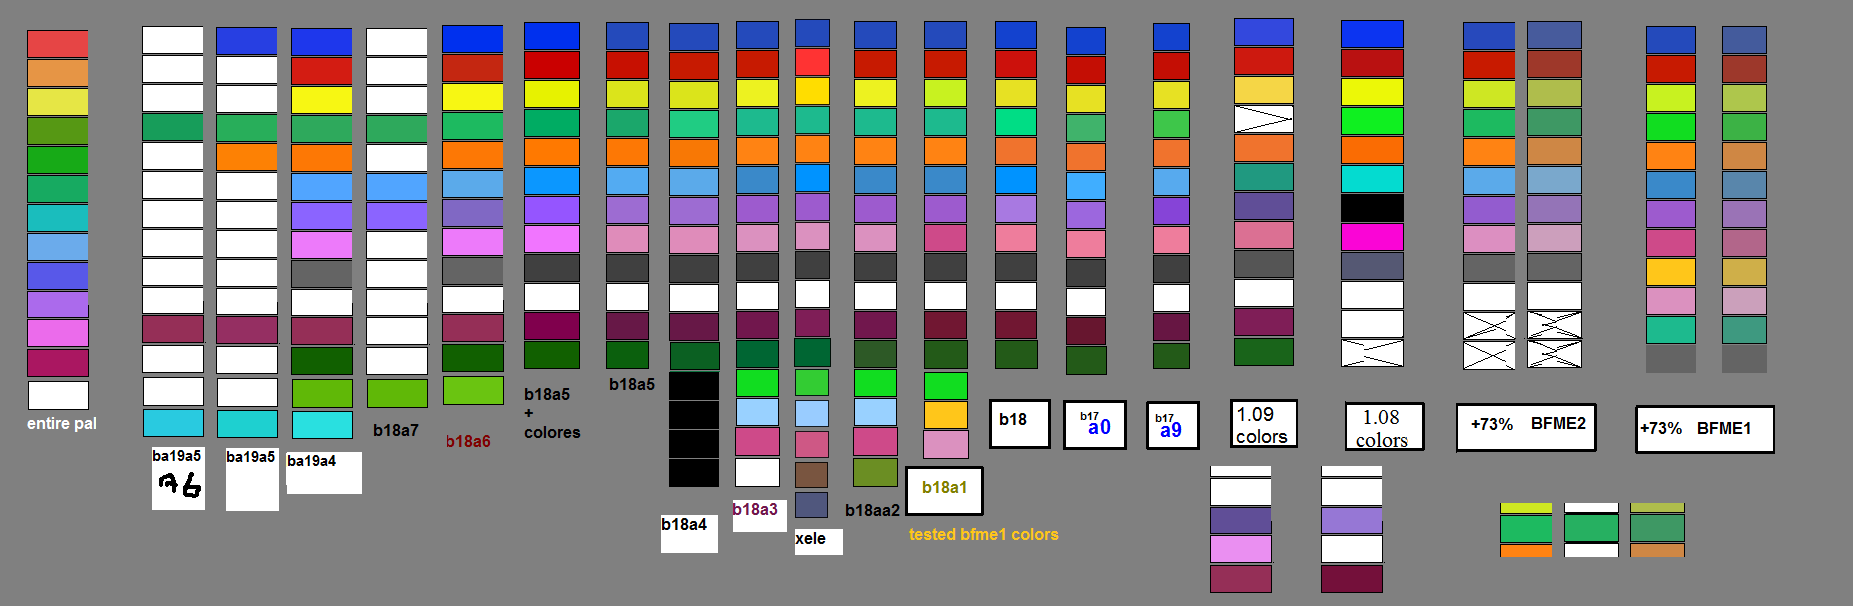 entire pal
ba19a5
a6
ba19a5
ba19a4
b18a7
b18a6
b18a5
+
colores
b18a5
b18a4
b18a3
xele
b18aa2
b18a1
tested bfme1 colors
b18
b17
a0
b17
a9
1.09
colors
1.08
colors
+73% BFME2
+73% BFME1